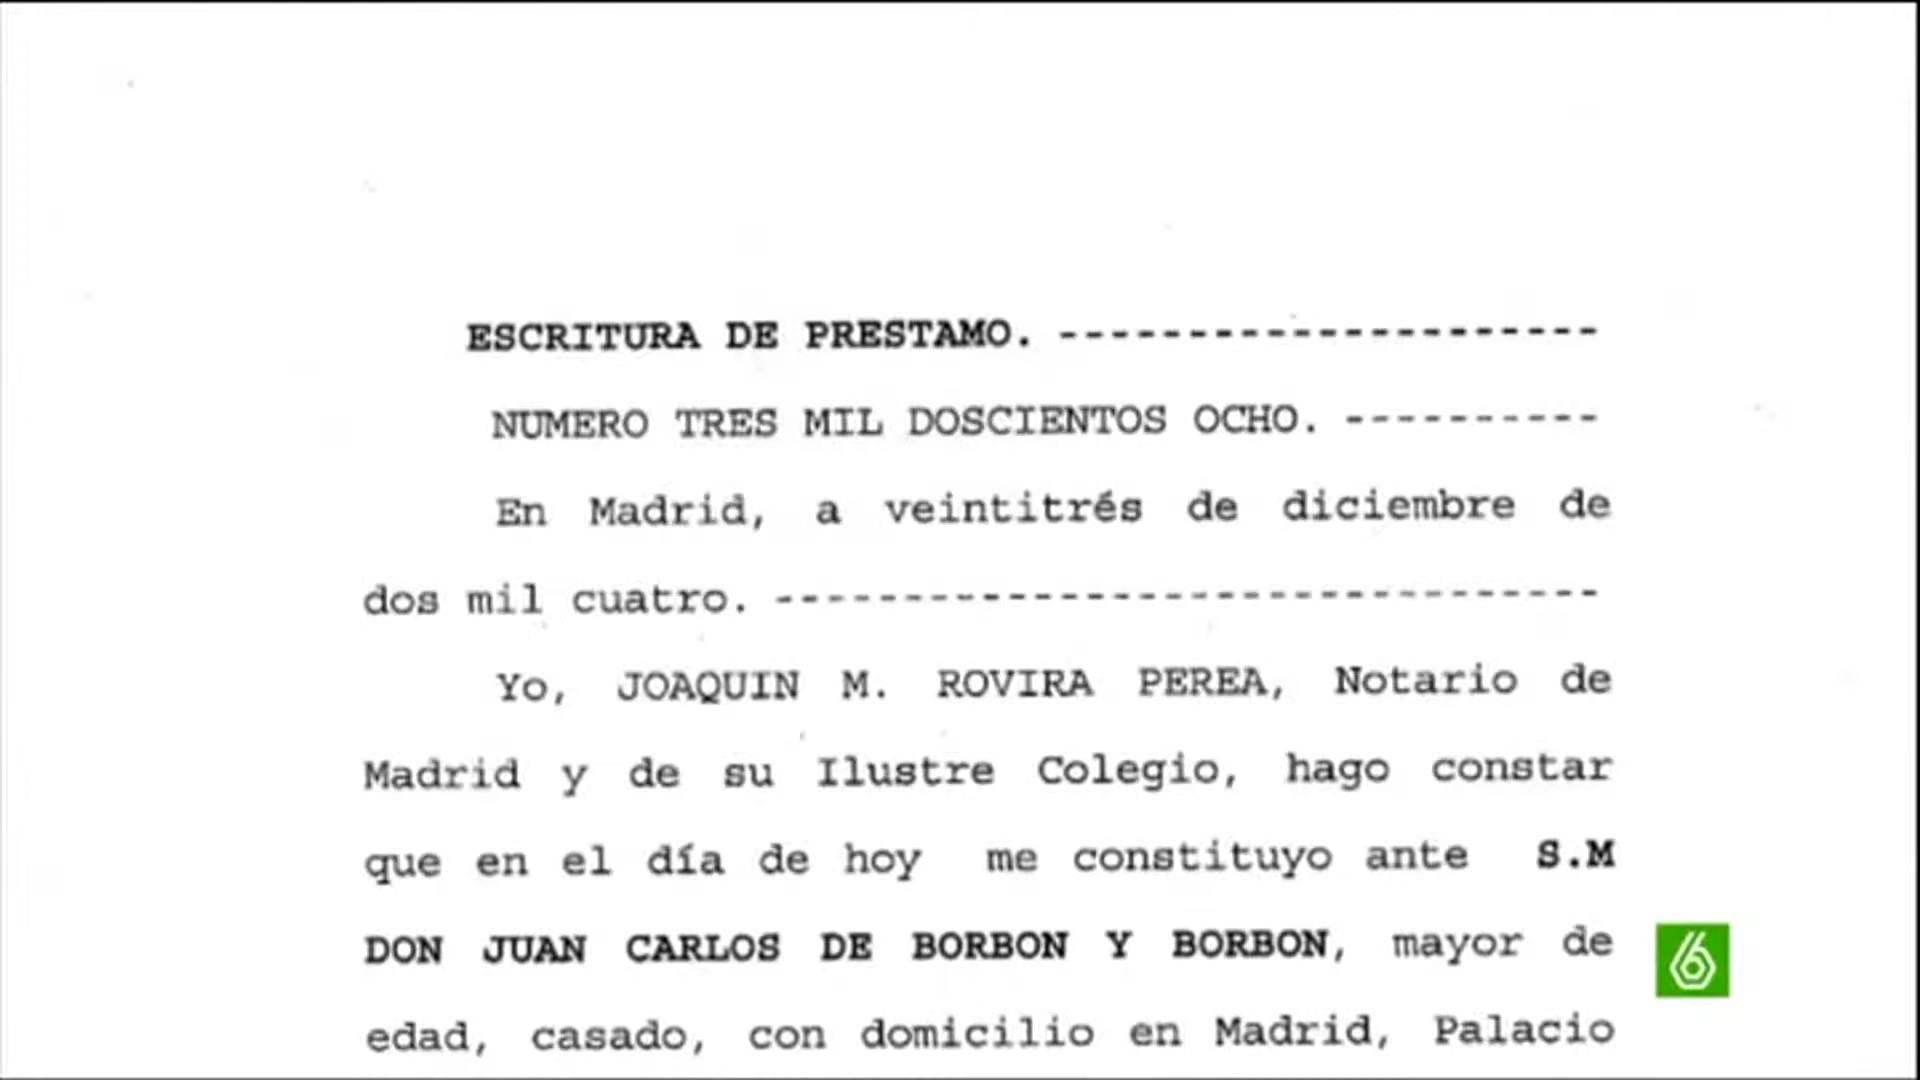 ESCRITURA DE PRESTAMO. ---------------------
NUMERO TRES MIL DOSCIENTOS OCHO. ----------
En Madrid, a veintitrés de diciembre de
dos mil cuatro. --------------------------------
Yo, JOAQUIN M. ROVIRA PEREA, Notario de
Madrid y de su Ilustre Colegio, hago constar
que en el día de hoy me constituyo ante S.M
DON JUAN CARLOS DE BORBON Y BORBON, mayor de
edad, casado, con domicilio en Madrid, Palacio
6